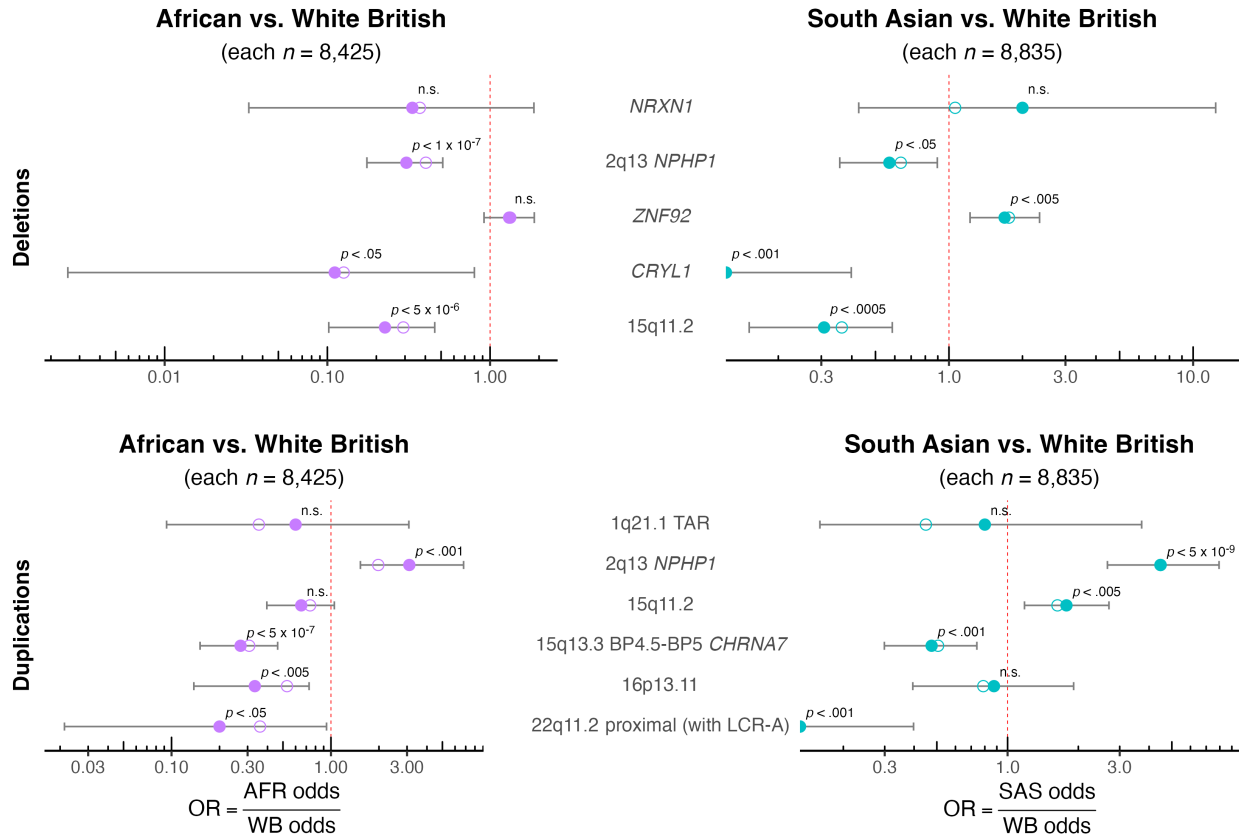 African vs. White British
(each n = 8,425)
South Asian vs. White British
(each n = 8,835)
Deletions
n.s.
NRXN1
n.s.
p < 1 x 10-7
2q13 NPHP1
p < .05
n.s.
ZNF92
p < .005
p < .05
CRYL1
p < .001
p < 5 x 10-6
15q11.2
p < .0005
0.01 0.10 1.00
0.3 1.0 3.0 10.0
African vs. White British
(each n = 8,425)
South Asian vs. White British
(each n = 8,835)
Duplications
n.s.
1q21.1 TAR
n.s.
p < .001
2q13 NPHP1
p < 5 x 10-9
n.s.
15q11.2
p < .005
p < 5 x 10-7
15q13.3 BP4.5-BP5 CHRNA7
p < .001
p < .005
16p13.11
n.s.
p < .05
22q11.2 proximal (with LCR-A)
p < .001
0.03 0.10 0.30 1.00 3.00
0.3 1.0 3.0
OR = AFR odds
WB odds
OR = SAS odds
WB odds